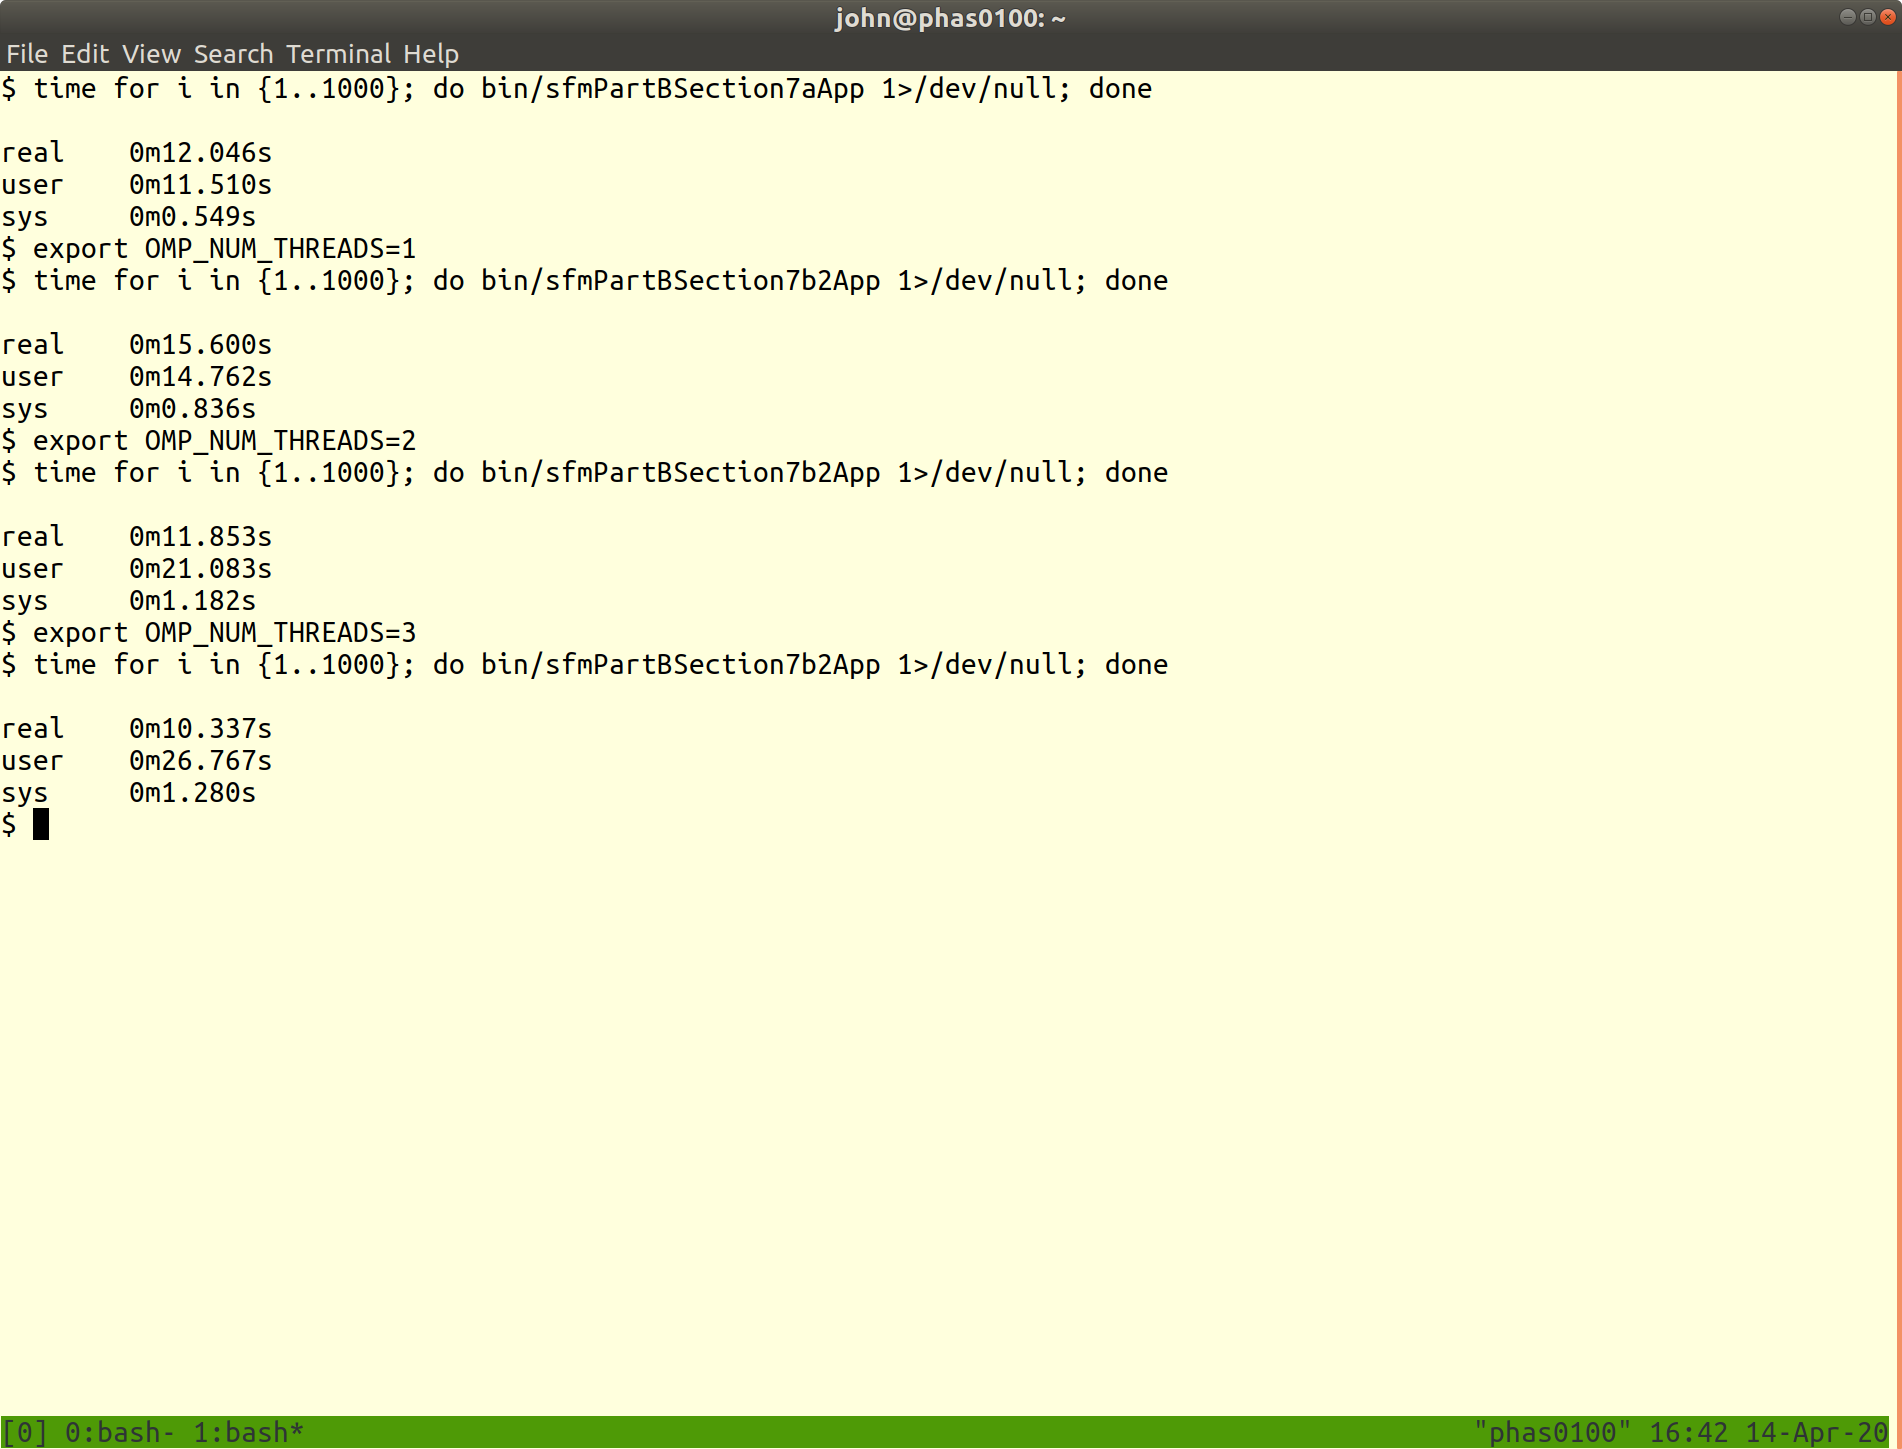 john@phas0100: ~
File Edit View Search Terminal Help
$ time for i in {1..1000}; do bin/sfmPartBSection7aApp 1>/dev/null; done
real    0m12.046s
user    0m11.510s
sys     0m0.549s
$ export OMP_NUM_THREADS=1
$ time for i in {1..1000}; do bin/sfmPartBSection7b2App 1>/dev/null; done
real    0m15.600s
user    0m14.762s
sys     0m0.836s
$ export OMP_NUM_THREADS=2
$ time for i in {1..1000}; do bin/sfmPartBSection7b2App 1>/dev/null; done
real    0m11.853s
user    0m21.083s
sys     0m1.182s
$ export OMP_NUM_THREADS=3
$ time for i in {1..1000}; do bin/sfmPartBSection7b2App 1>/dev/null; done
real    0m10.337s
user    0m26.767s
sys     0m1.280s
$
[0] 0:bash- 1:bash* "phas0100" 16:42 14-Apr-20